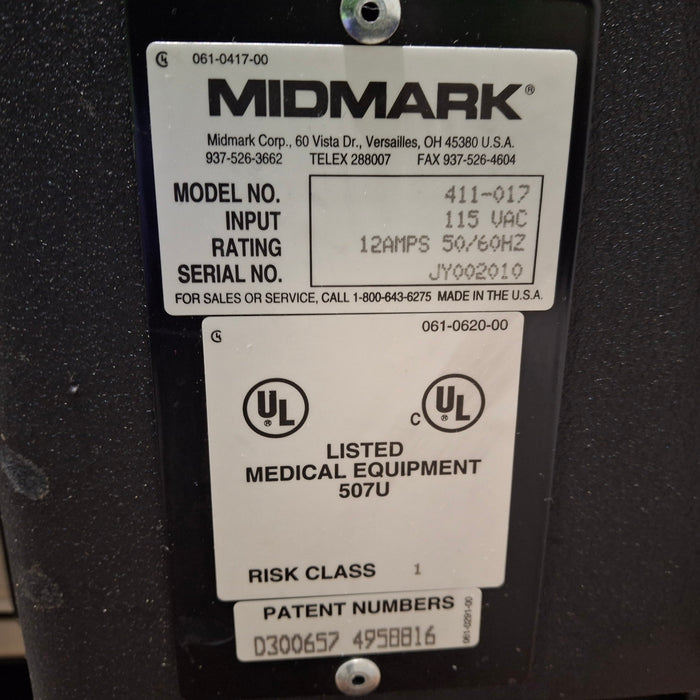 061-0417-00
MIDMARK®
Midmark Corp., 60 Vista Dr., Versailles, OH 45380 U.S.A.
937-526-3662 TELEX 288007 FAX 937-526-4604
MODEL NO. 411-017
INPUT 115 VAC
RATING 12AMPS 50/60HZ
SERIAL NO. JY002010
FOR SALES OR SERVICE, CALL 1-800-643-6275 MADE IN THE U.S.A.
061-0620-00
UL® C UL®
LISTED
MEDICAL EQUIPMENT
507U
RISK CLASS 1
PATENT NUMBERS
D300657 4958816
061-0291-00